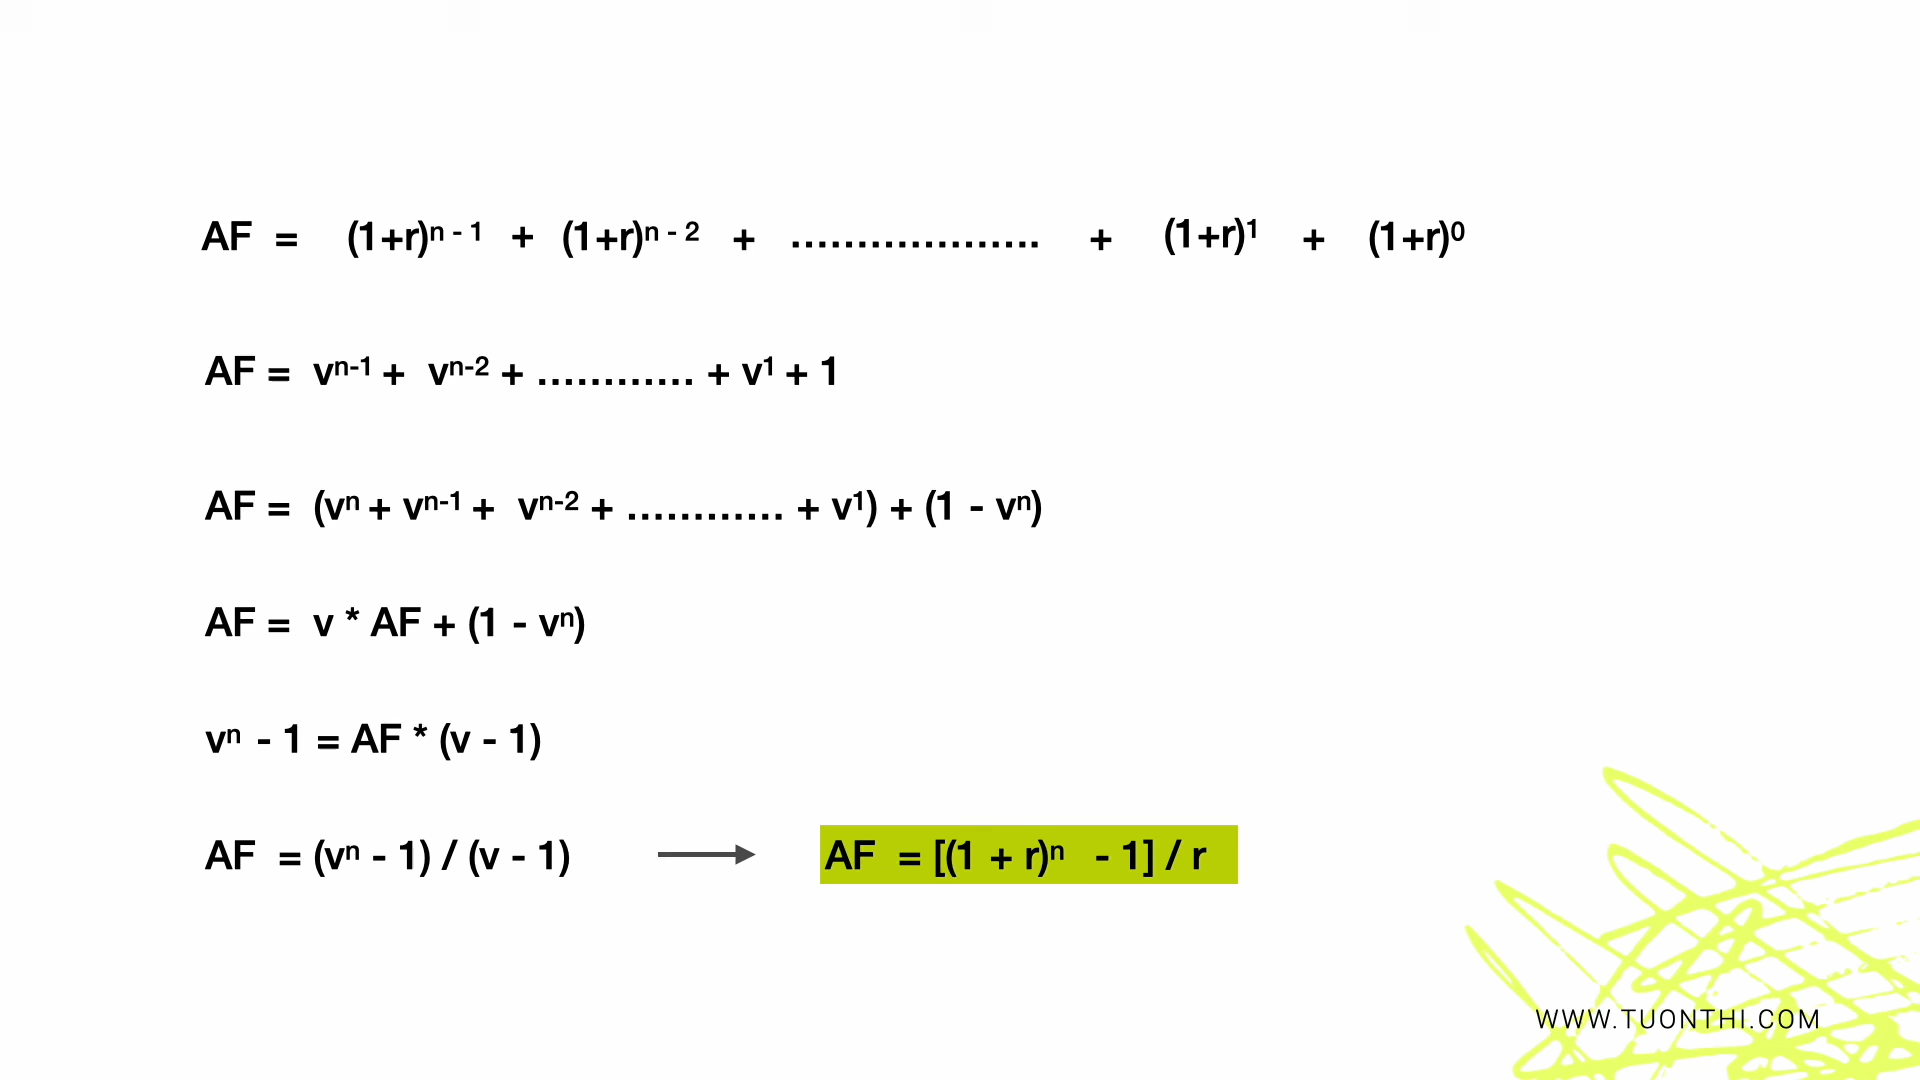 AF = (1+r)ⁿ ⁻ ¹ + (1+r)ⁿ ⁻ ² + ................... + (1+r)¹ + (1+r)⁰
AF = vⁿ⁻¹ + vⁿ⁻² + ............ + v¹ + 1
AF = (vⁿ + vⁿ⁻¹ + vⁿ⁻² + ............ + v¹) + (1 - vⁿ)
AF = v * AF + (1 - vⁿ)
vⁿ - 1 = AF * (v - 1)
AF = (vⁿ - 1) / (v - 1) → AF = [(1 + r)ⁿ - 1] / r
WWW.TUONTHI.COM